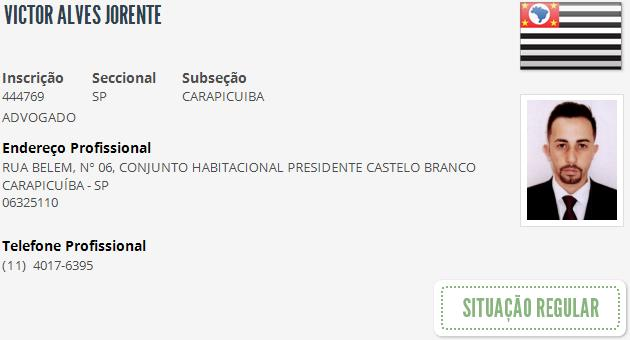 VICTOR ALVES JORENTE
Inscrição Seccional Subseção
444769 SP CARAPICUIBA
ADVOGADO
Endereço Profissional
RUA BELEM, Nº 06, CONJUNTO HABITACIONAL PRESIDENTE CASTELO BRANCO
CARAPICUÍBA - SP
06325110
Telefone Profissional
(11) 4017-6395
SITUAÇÃO REGULAR